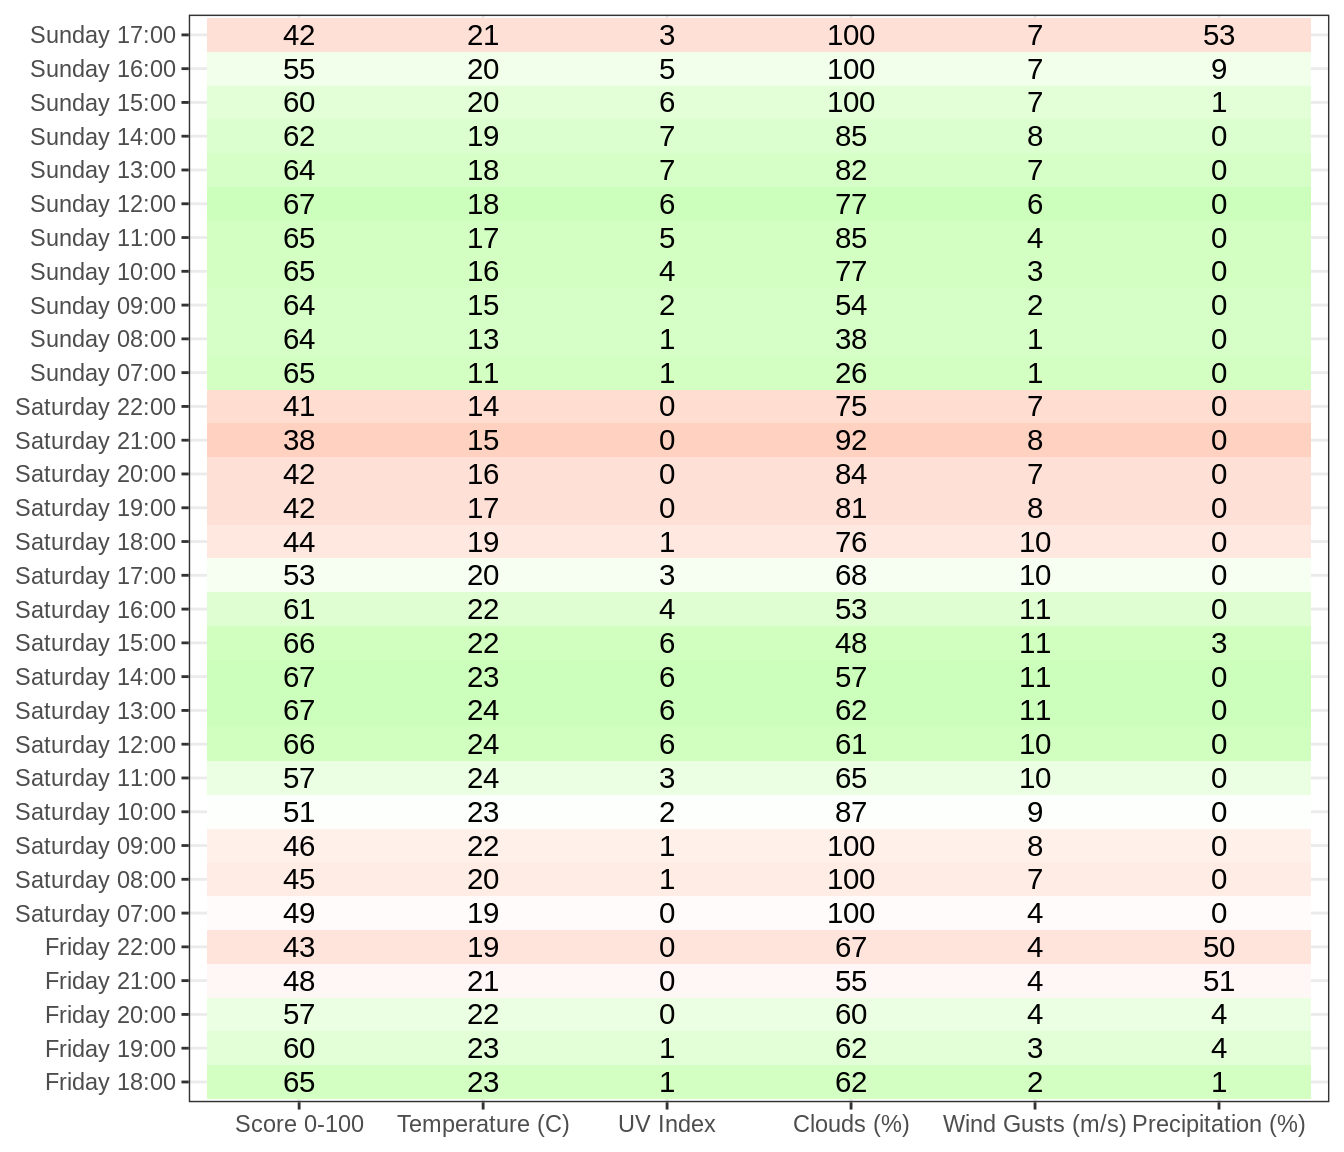 Sunday 17:00 42 21 3 100 7 53
Sunday 16:00 55 20 5 100 7 9
Sunday 15:00 60 20 6 100 7 1
Sunday 14:00 62 19 7 85 8 0
Sunday 13:00 64 18 7 82 7 0
Sunday 12:00 67 18 6 77 6 0
Sunday 11:00 65 17 5 85 4 0
Sunday 10:00 65 16 4 77 3 0
Sunday 09:00 64 15 2 54 2 0
Sunday 08:00 64 13 1 38 1 0
Sunday 07:00 65 11 1 26 1 0
Saturday 22:00 41 14 0 75 7 0
Saturday 21:00 38 15 0 92 8 0
Saturday 20:00 42 16 0 84 7 0
Saturday 19:00 42 17 0 81 8 0
Saturday 18:00 44 19 1 76 10 0
Saturday 17:00 53 20 3 68 10 0
Saturday 16:00 61 22 4 53 11 0
Saturday 15:00 66 22 6 48 11 3
Saturday 14:00 67 23 6 57 11 0
Saturday 13:00 67 24 6 62 11 0
Saturday 12:00 66 24 6 61 10 0
Saturday 11:00 57 24 3 65 10 0
Saturday 10:00 51 23 2 87 9 0
Saturday 09:00 46 22 1 100 8 0
Saturday 08:00 45 20 1 100 7 0
Saturday 07:00 49 19 0 100 4 0
Friday 22:00 43 19 0 67 4 50
Friday 21:00 48 21 0 55 4 51
Friday 20:00 57 22 0 60 4 4
Friday 19:00 60 23 1 62 3 4
Friday 18:00 65 23 1 62 2 1
Score 0-100 Temperature (C) UV Index Clouds (%) Wind Gusts (m/s) Precipitation (%)